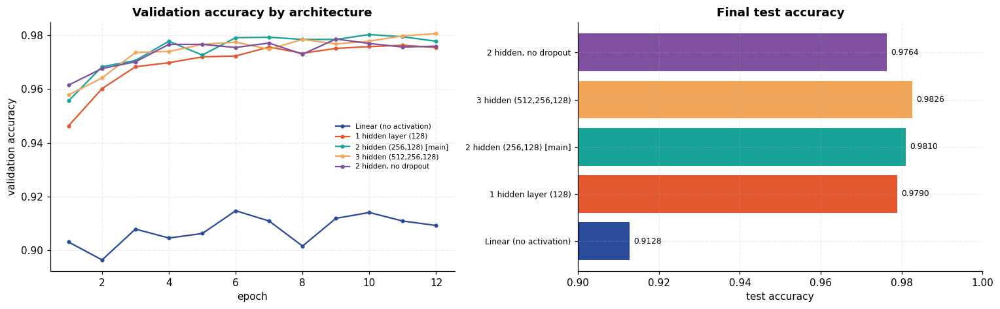 Validation accuracy by architecture
validation accuracy
0.98
0.96
0.94
0.92
0.90
Linear (no activation)
1 hidden layer (128)
2 hidden (256,128) [main]
3 hidden (512,256,128)
2 hidden, no dropout
2 4 6 8 10 12
epoch
Final test accuracy
2 hidden, no dropout 0.9764
3 hidden (512,256,128) 0.9826
2 hidden (256,128) [main] 0.9810
1 hidden layer (128) 0.9790
Linear (no activation) 0.9128
0.90 0.92 0.94 0.96 0.98 1.00
test accuracy